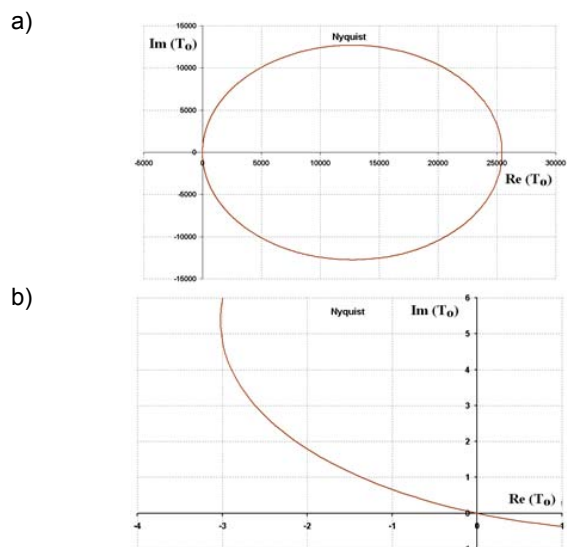 a)
Nyquist
Im (To)
15000
10000
5000
0
-5000
-10000
-15000
-5000 0 5000 10000 15000 20000 25000 30000
Re (To)
b)
Nyquist
Im (To)
6
5
4
3
2
1
0
-1
Re (To)
-4 -3 -2 -1 0 1